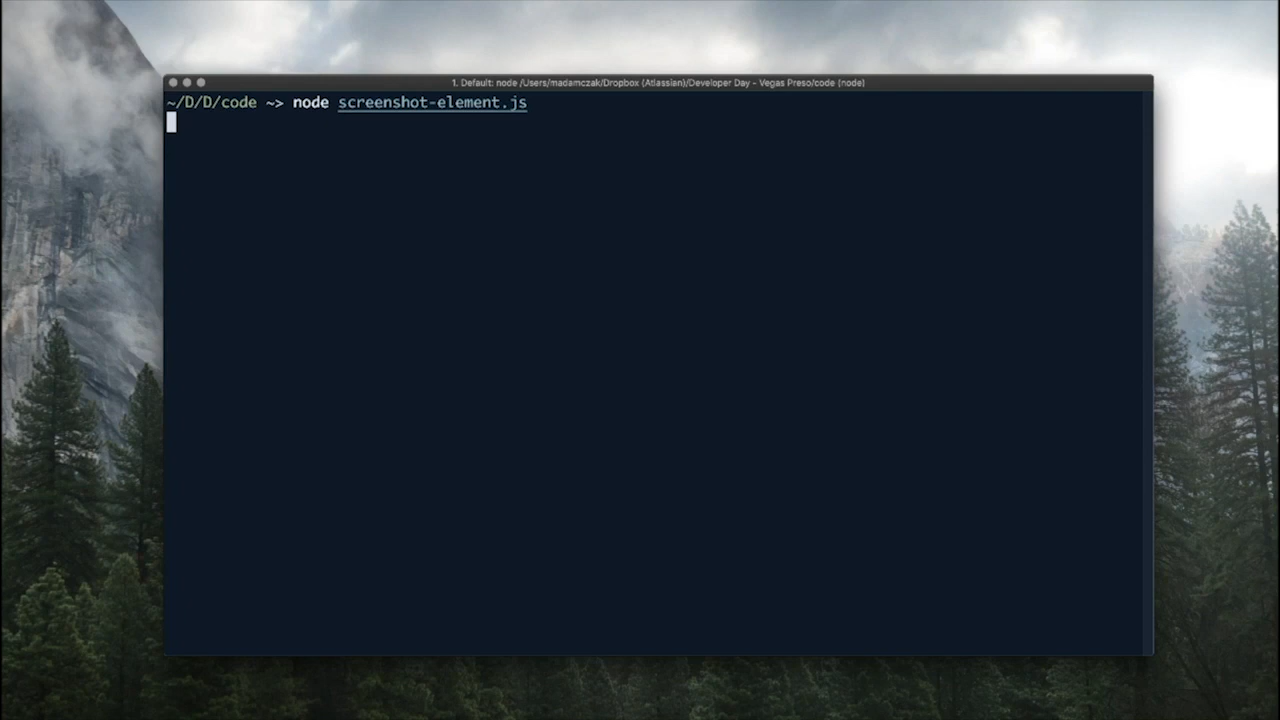 1. Default: node /Users/madamczak/Dropbox (Atlassian)/Developer Day - Vegas Preso/code (node)
~/D/D/code ~> node screenshot-element.js